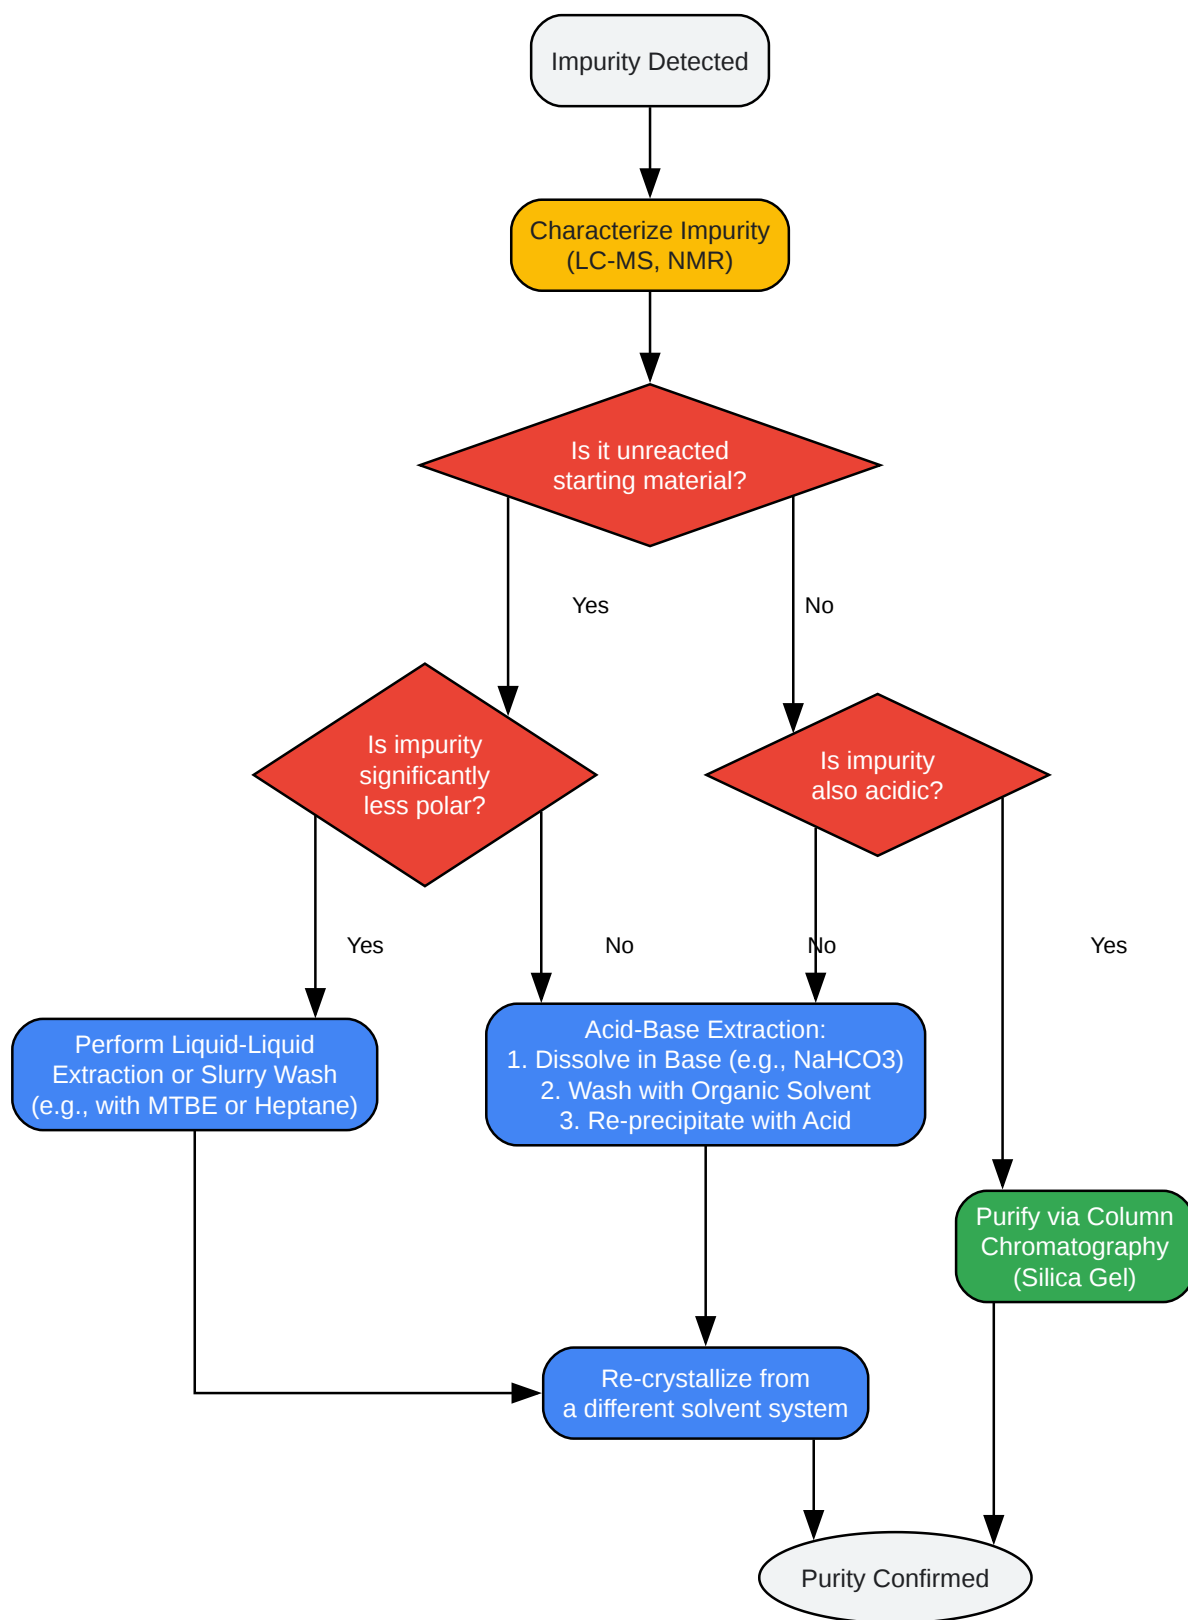 Impurity Detected
Characterize Impurity
(LC-MS, NMR)
Is it unreacted
starting material?
Yes
No
Is impurity
significantly
less polar?
Is impurity
also acidic?
Yes
No
No
Yes
Perform Liquid-Liquid
Extraction or Slurry Wash
(e.g., with MTBE or Heptane)
Acid-Base Extraction:
1. Dissolve in Base (e.g., NaHCO3)
2. Wash with Organic Solvent
3. Re-precipitate with Acid
Purify via Column
Chromatography
(Silica Gel)
Re-crystallize from
a different solvent system
Purity Confirmed